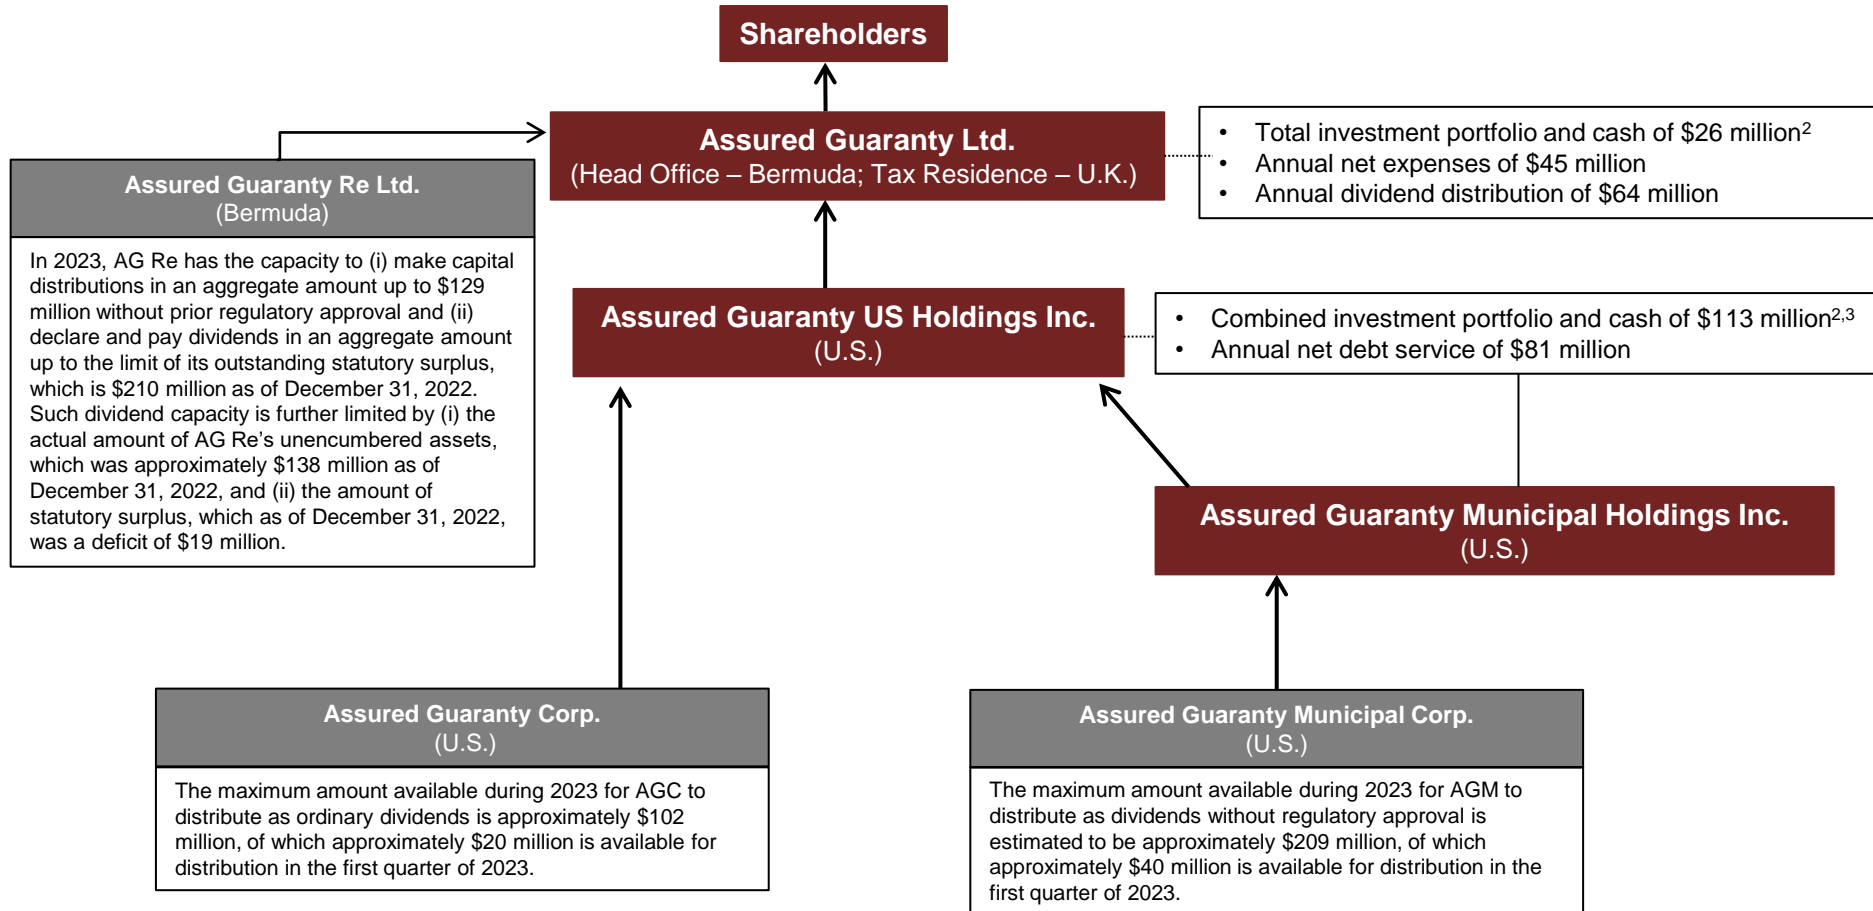 Shareholders
Assured Guaranty Ltd.
(Head Office – Bermuda; Tax Residence – U.K.)
• Total investment portfolio and cash of $26 million2
• Annual net expenses of $45 million
• Annual dividend distribution of $64 million
Assured Guaranty Re Ltd.
(Bermuda)
In 2023, AG Re has the capacity to (i) make capital
distributions in an aggregate amount up to $129
million without prior regulatory approval and (ii)
declare and pay dividends in an aggregate amount
up to the limit of its outstanding statutory surplus,
which is $210 million as of December 31, 2022.
Such dividend capacity is further limited by (i) the
actual amount of AG Re’s unencumbered assets,
which was approximately $138 million as of
December 31, 2022, and (ii) the amount of
statutory surplus, which as of December 31, 2022,
was a deficit of $19 million.
Assured Guaranty US Holdings Inc.
(U.S.)
• Combined investment portfolio and cash of $113 million2,3
• Annual net debt service of $81 million
Assured Guaranty Municipal Holdings Inc.
(U.S.)
Assured Guaranty Corp.
(U.S.)
The maximum amount available during 2023 for AGC to
distribute as ordinary dividends is approximately $102
million, of which approximately $20 million is available for
distribution in the first quarter of 2023.
Assured Guaranty Municipal Corp.
(U.S.)
The maximum amount available during 2023 for AGM to
distribute as dividends without regulatory approval is
estimated to be approximately $209 million, of which
approximately $40 million is available for distribution in the
first quarter of 2023.